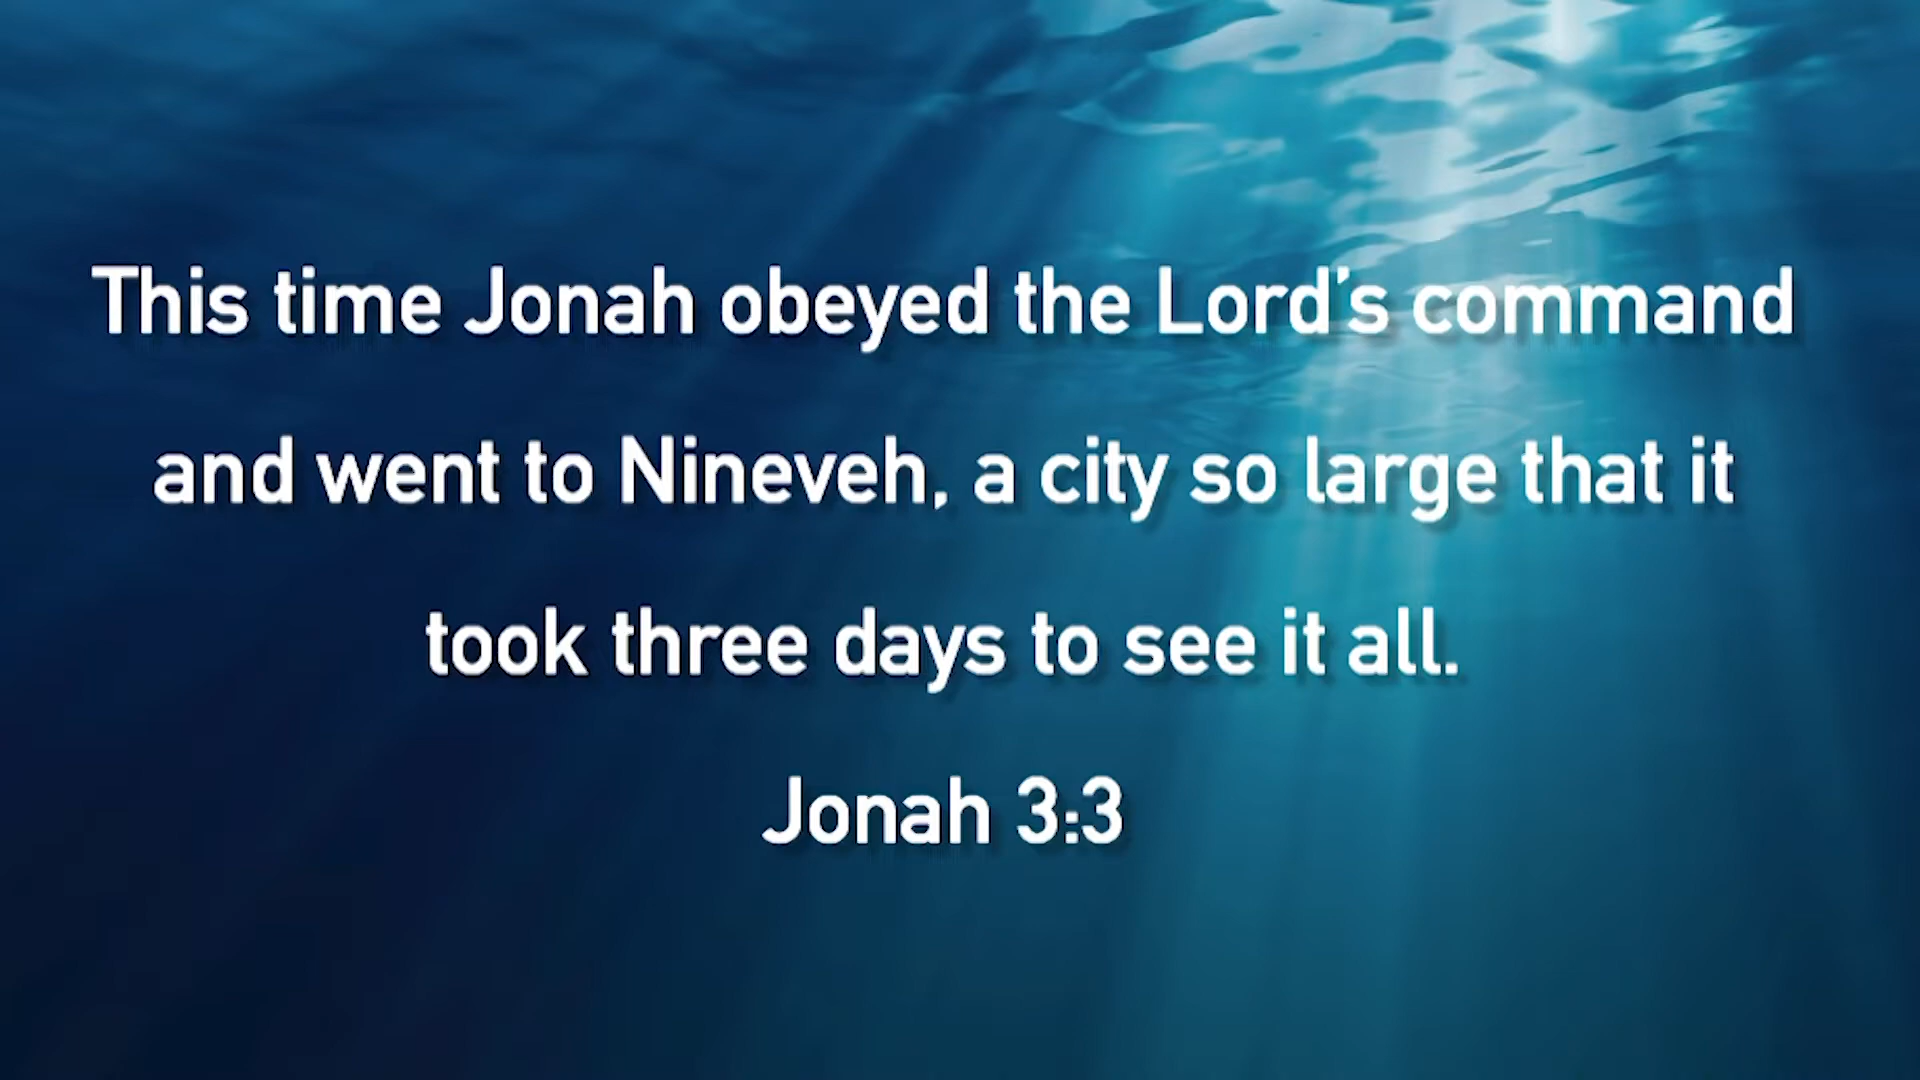 This time Jonah obeyed the Lord’s command
and went to Nineveh, a city so large that it
took three days to see it all.
Jonah 3:3